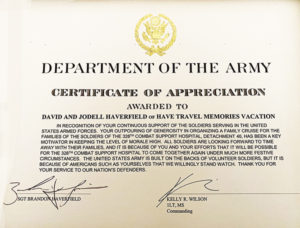 DEPARTMENT OF THE ARMY
CERTIFICATE OF APPRECIATION
AWARDED TO
DAVID AND JODELL HAVERFIELD OF HAVE TRAVEL MEMORIES VACATION
IN RECOGNITION OF YOUR CONTINUOUS SUPPORT OF THE SOLDIERS SERVING IN THE UNITED
STATES ARMED FORCES. YOUR OUTPOURING OF GENEROSITY IN ORGANIZING A FAMILY CRUISE FOR THE
FAMILIES OF THE SOLDIERS OF THE 328TH COMBAT SUPPORT HOSPITAL, DETACHMENT 40, HAS BEEN A KEY
MOTIVATOR IN KEEPING THE LEVEL OF MORALE HIGH. ALL SOLDIERS ARE LOOKING FORWARD TO TIME
AWAY WITH THEIR FAMILIES, AND IT IS BECAUSE OF YOU AND YOUR EFFORTS THAT IT WILL BE POSSIBLE
FOR THE 328TH COMBAT SUPPORT HOSPITAL TO COME TOGETHER AGAIN UNDER MUCH MORE FESTIVE
CIRCUMSTANCES. THE UNITED STATES ARMY IS BUILT ON THE BACKS OF VOLUNTEER SOLDIERS, BUT IT IS
BECAUSE OF AMERICANS SUCH AS YOURSELVES THAT WE WILLINGLY STAND WATCH. THANK YOU FOR
YOUR SERVICE TO OUR NATION'S DEFENDERS.
SGT BRANDON HAVERFIELD
KELLY R. WILSON
1LT, MS
Commanding